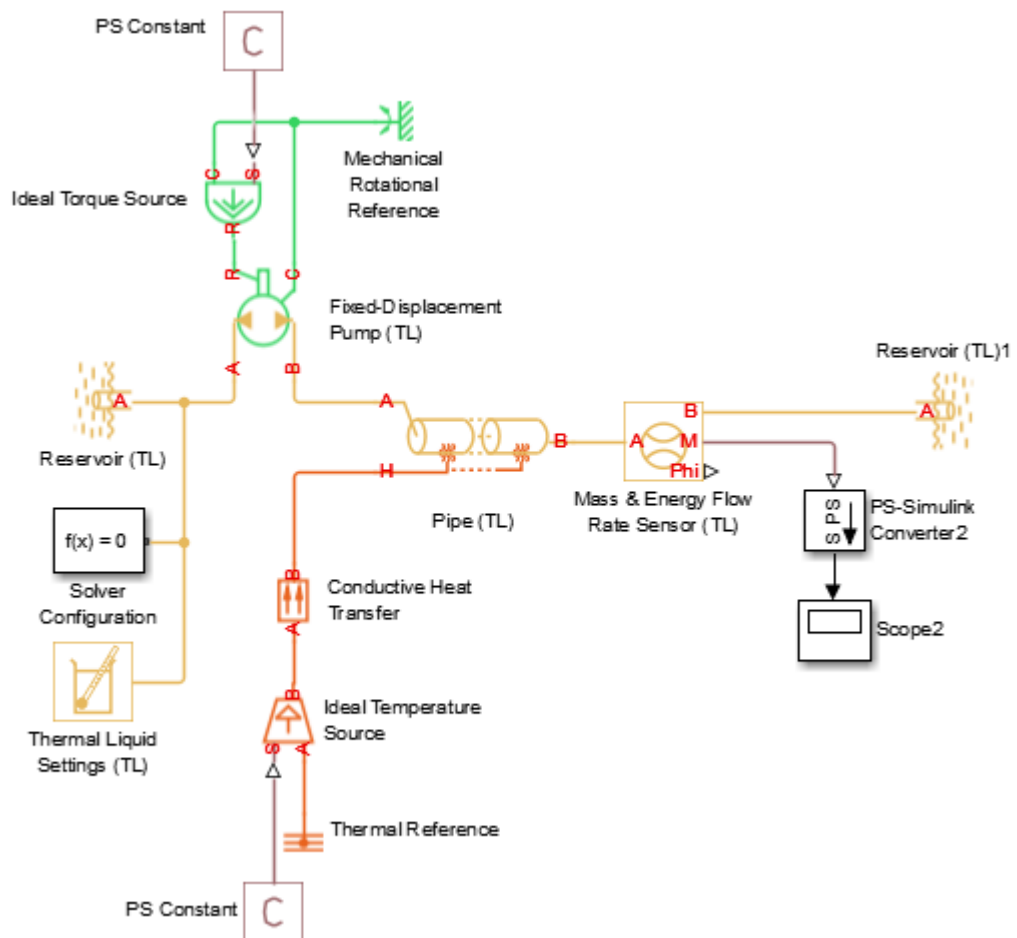 PS Constant
C
C
S
Ideal Torque Source
Mechanical
Rotational
Reference
R
R
C
Fixed-Displacement
Pump (TL)
A
B
Reservoir (TL)1
A
Reservoir (TL)
A
A
B
B
A
M
Phi
H
Pipe (TL)
Mass & Energy Flow
Rate Sensor (TL)
S PS
PS-Simulink
Converter2
f(x) = 0
Solver
Configuration
B
Conductive Heat
Transfer
A
Scope2
Thermal Liquid
Settings (TL)
B
Ideal Temperature
Source
S
A
Thermal Reference
PS Constant
C